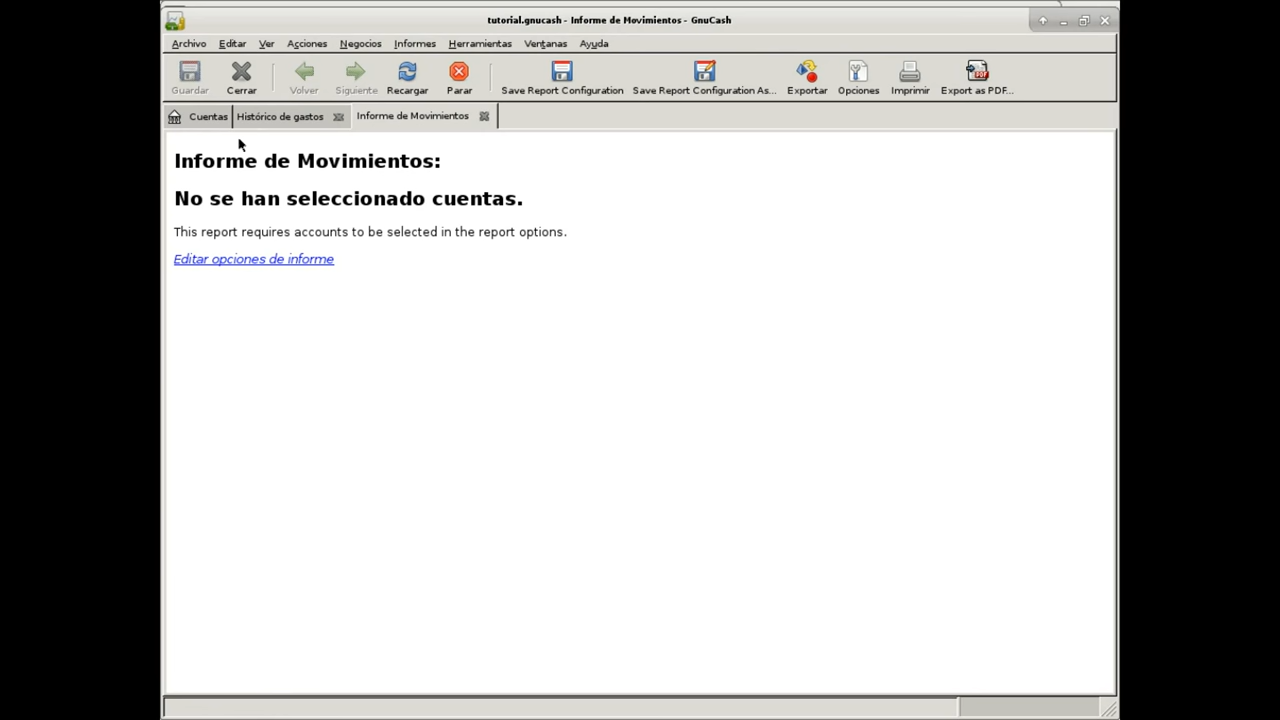 tutorial.gnucash - Informe de Movimientos - GnuCash
Archivo Editar Ver Acciones Negocios Informes Herramientas Ventanas Ayuda
Guardar Cerrar Volver Siguiente Recargar Parar Save Report Configuration Save Report Configuration As... Exportar Opciones Imprimir Export as PDF...
Cuentas Histórico de gastos Informe de Movimientos
Informe de Movimientos:
No se han seleccionado cuentas.
This report requires accounts to be selected in the report options.
Editar opciones de informe